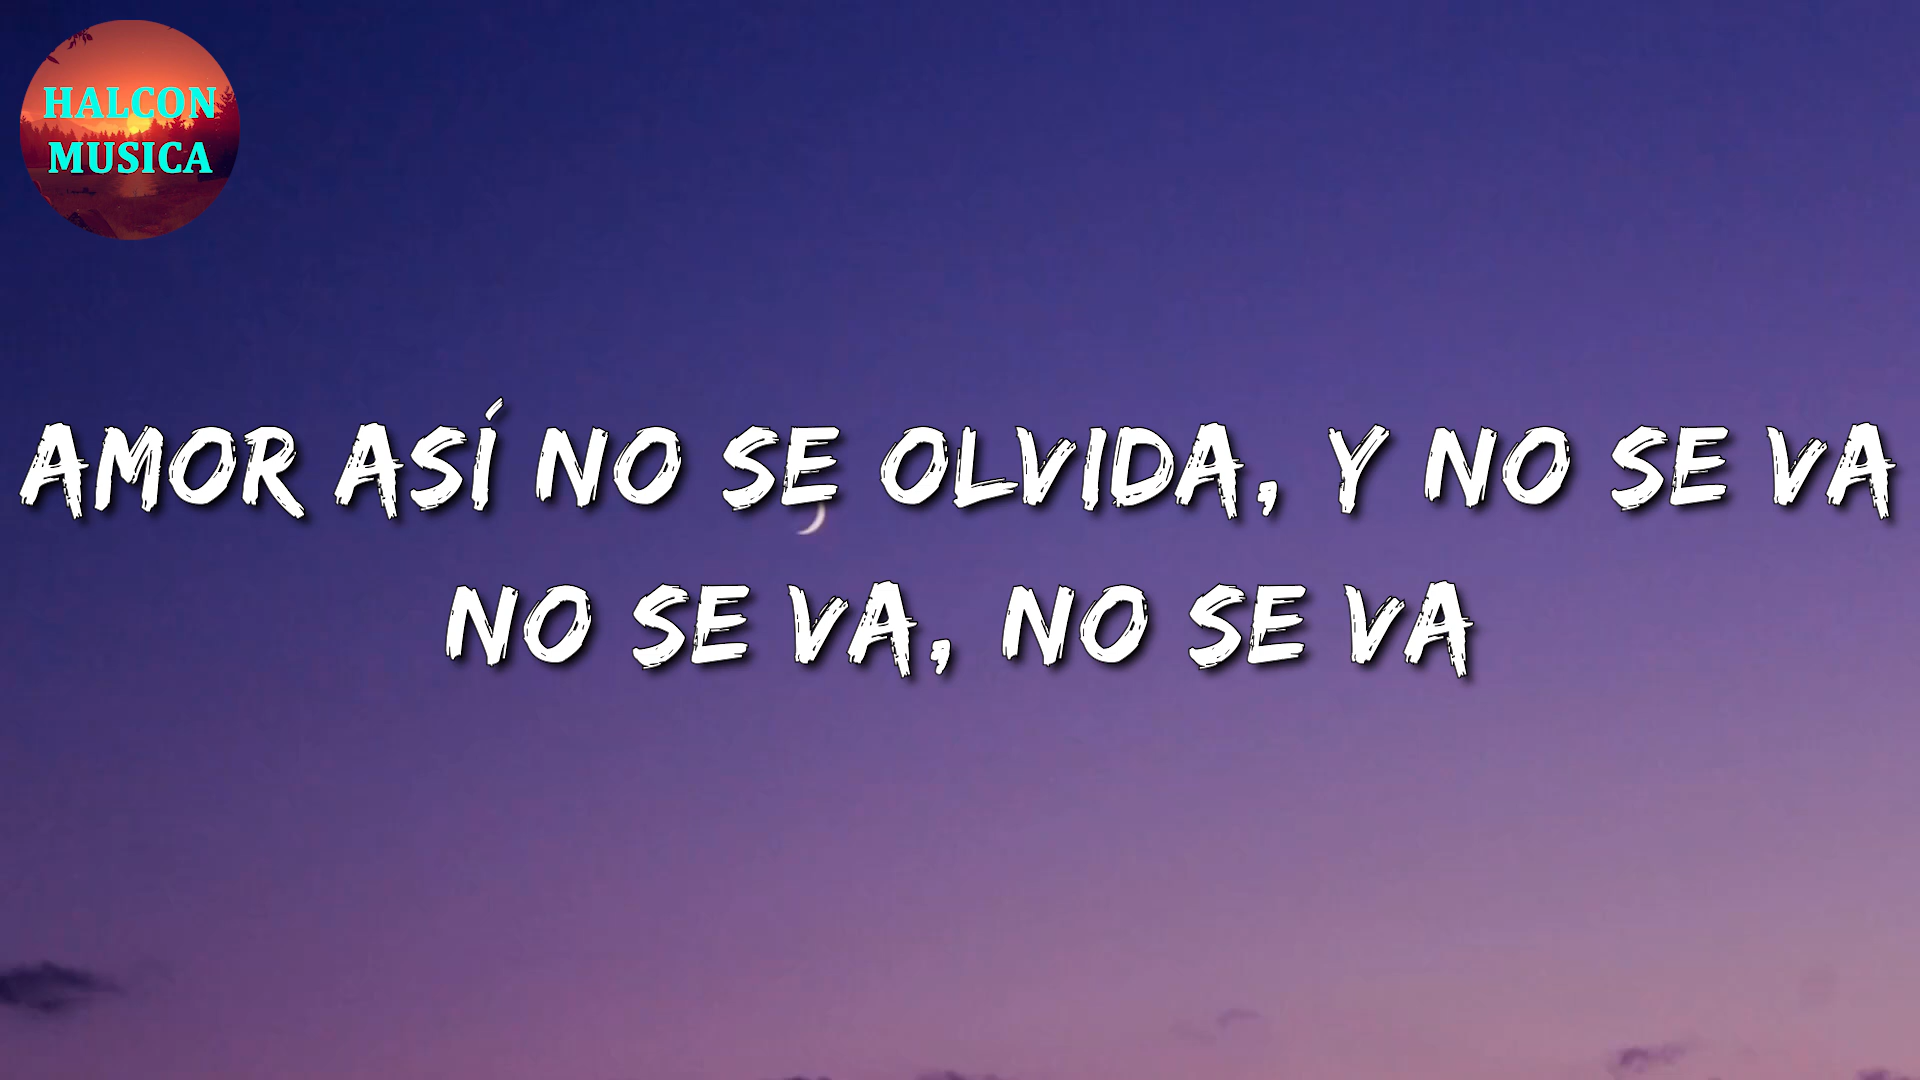 HALCON
MUSICA
AMOR ASÍ NO SE OLVIDA, Y NO SE VA
NO SE VA, NO SE VA